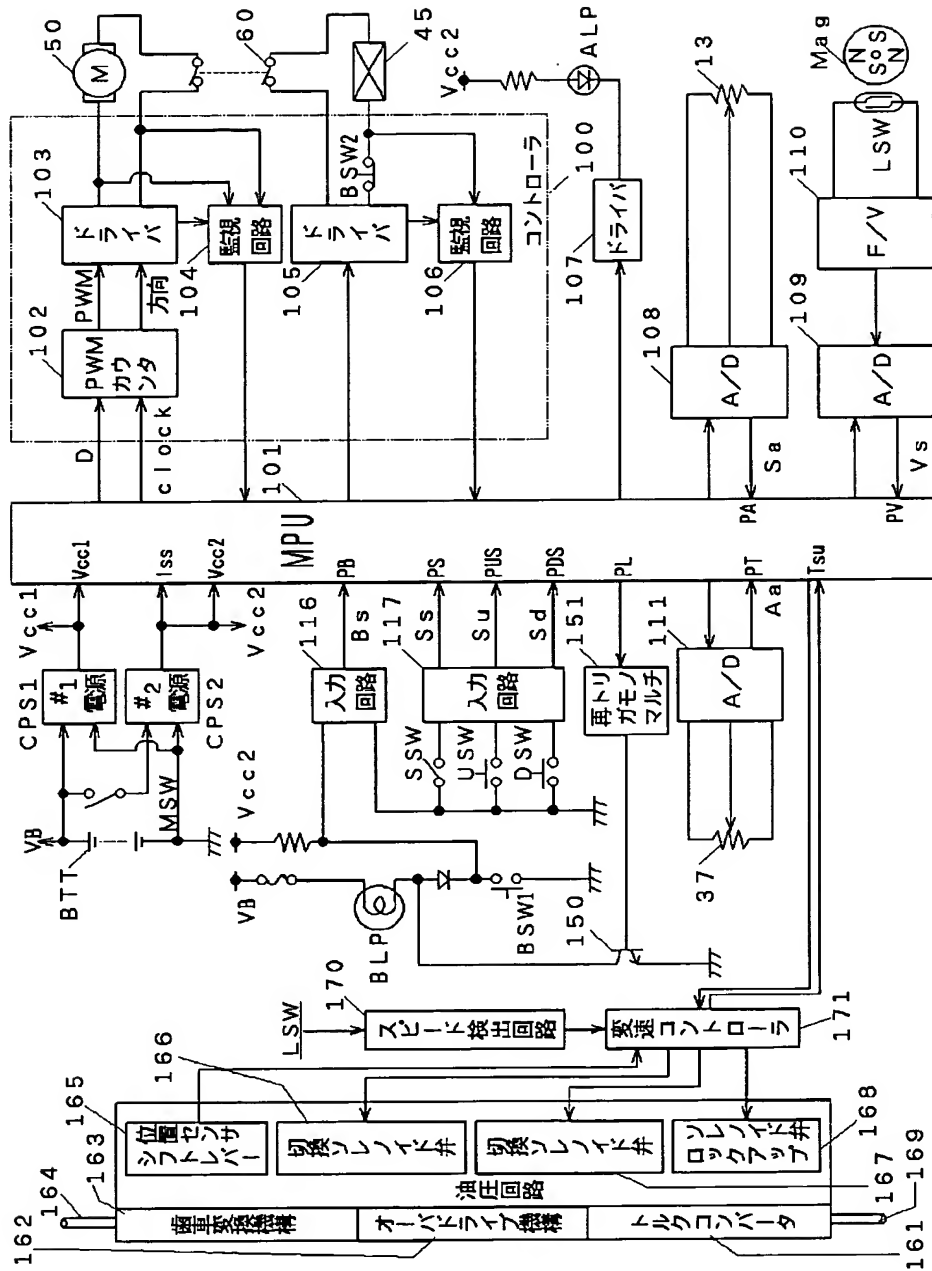 CPS1
#1
電源
VB
BTT
MSW
#2
電源
CPS2
Vcc1
Vcc1
Iss
Vcc2
Vcc2
Vcc2
VB
BLP
BSW1
150
116
入力
回路
Bs
PB
SSW
USW
DSW
117
入力
回路
Ss
Su
Sd
PS
PUS
PDS
151
再トリ
ガモノ
マルチ
PL
37
111
A/D
PT
Aa
Tsu
MPU
101
D
clock
102
PWM
カウ
ンタ
PWM
方向
103
ドライバ
104
監視
回路
50
M
60
105
ドライバ
106
監視
回路
BSW2
45
コントローラ
100
107
ドライバ
Vcc2
ALP
108
A/D
13
PA
Sa
109
A/D
110
F/V
LSW
Mag
N
S
S
N
PV
Vs
LSW
170
スピード検出回路
171
変速コントローラ
165
位置センサ
シフトレバー
166
切換ソレノイド弁
切換ソレノイド弁
167
ソレノイド弁
ロックアップ
168
油圧回路
163
164
歯車変換機構
162
オーバドライブ機構
トルクコンバータ
161
169